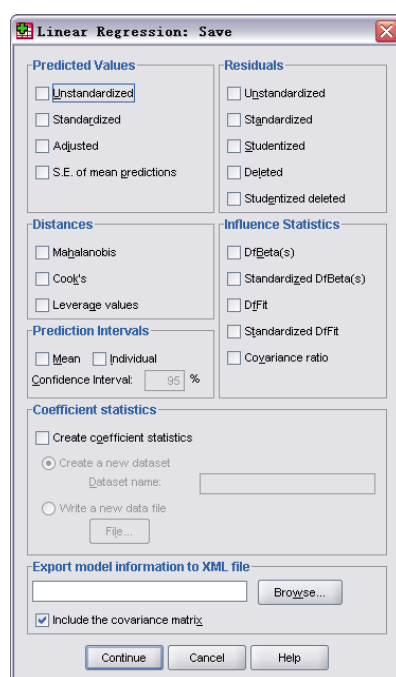 Linear Regression: Save
Predicted Values
Unstandardized
Standardized
Adjusted
S.E. of mean predictions
Residuals
Unstandardized
Standardized
Studentized
Deleted
Studentized deleted
Distances
Mahalanobis
Cook's
Leverage values
Influence Statistics
DfBeta(s)
Standardized DfBeta(s)
DfFit
Standardized DfFit
Covariance ratio
Prediction Intervals
Mean Individual
Confidence Interval: 95 %
Coefficient statistics
Create coefficient statistics
Create a new dataset
Dataset name:
Write a new data file
File...
Export model information to XML file
Browse...
Include the covariance matrix
Continue Cancel Help